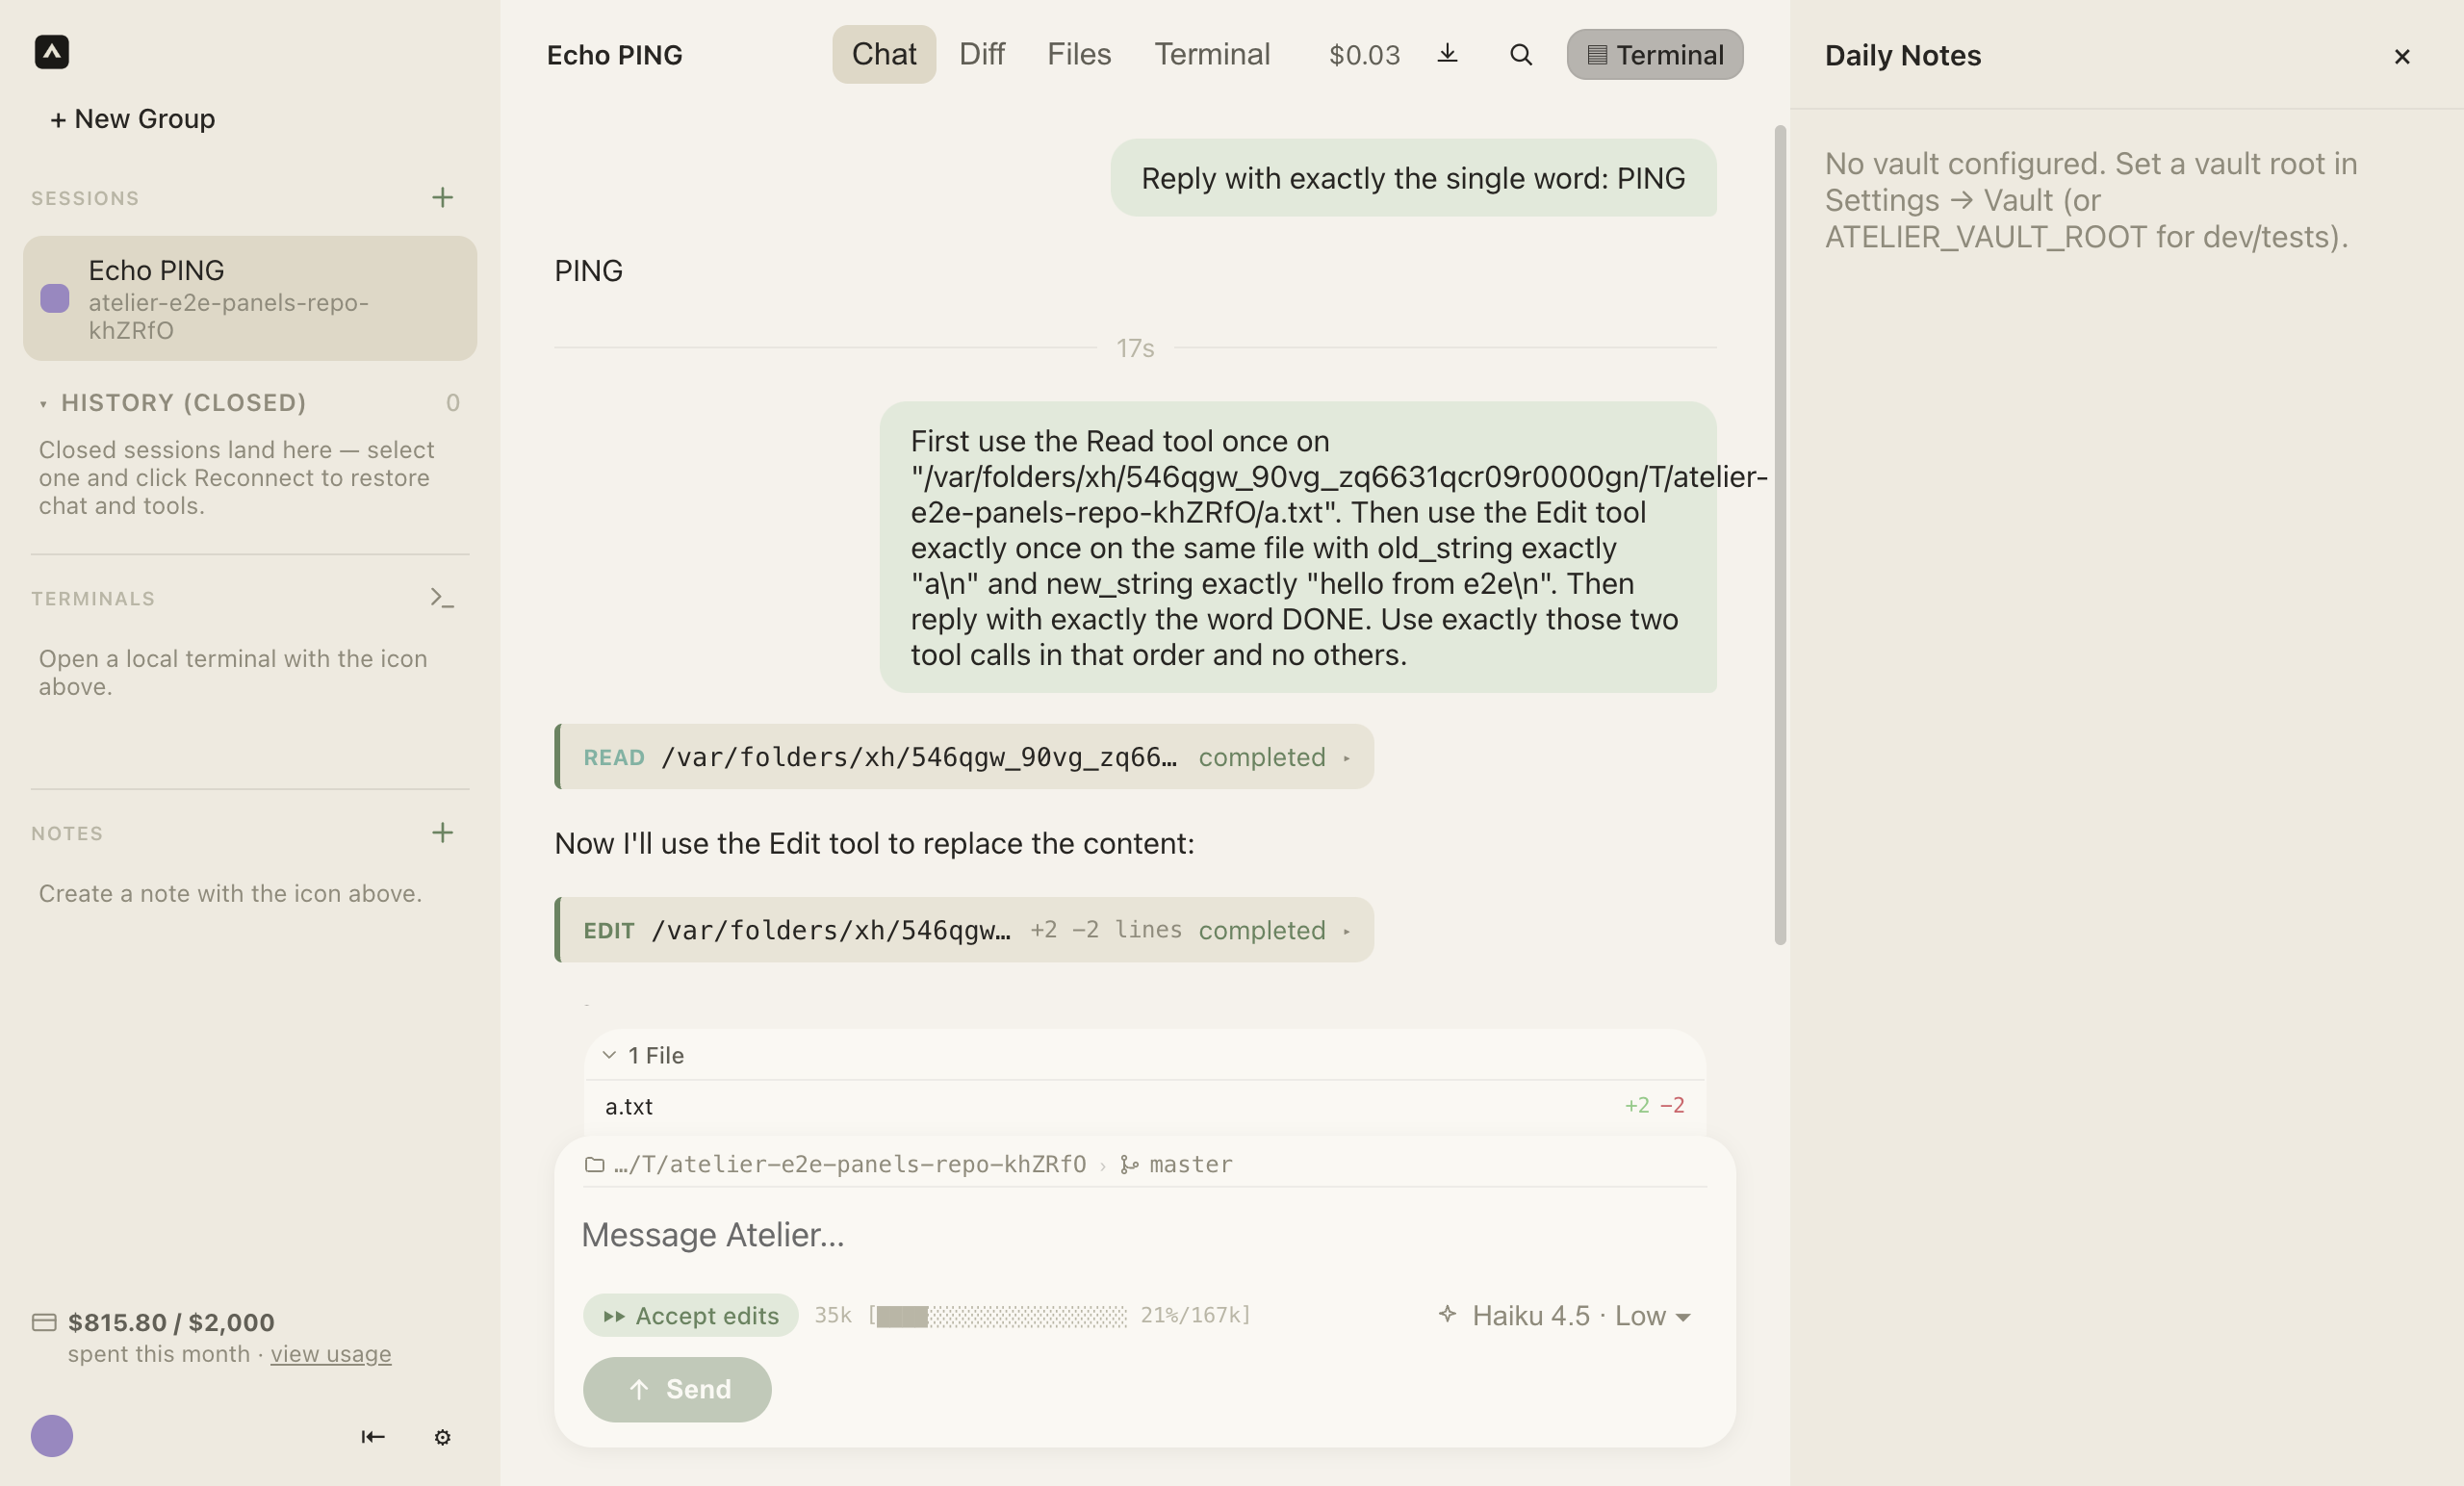 + New Group
SESSIONS
Echo PING
atelier-e2e-panels-repo-
khZRfO
HISTORY (CLOSED) 0
Closed sessions land here — select
one and click Reconnect to restore
chat and tools.
TERMINALS
Open a local terminal with the icon
above.
NOTES
Create a note with the icon above.
$815.80 / $2,000
spent this month · view usage
Echo PING
Chat Diff Files Terminal $0.03 Terminal
Reply with exactly the single word: PING
PING
17s
First use the Read tool once on
"/var/folders/xh/546qgw_90vg_zq6631qcr09r0000gn/T/atelier-
e2e-panels-repo-khZRfO/a.txt". Then use the Edit tool
exactly once on the same file with old_string exactly
"a\n" and new_string exactly "hello from e2e\n". Then
reply with exactly the word DONE. Use exactly those two
tool calls in that order and no others.
READ /var/folders/xh/546qgw_90vg_zq66… completed
Now I'll use the Edit tool to replace the content:
EDIT /var/folders/xh/546qgw… +2 −2 lines completed
1 File
a.txt +2 −2
…/T/atelier-e2e-panels-repo-khZRfO › master
Message Atelier...
Accept edits 35k [████░░░░░░░░░░░░░░░░] 21%/167k] Haiku 4.5 · Low
Send
Daily Notes
No vault configured. Set a vault root in
Settings → Vault (or
ATELIER_VAULT_ROOT for dev/tests).